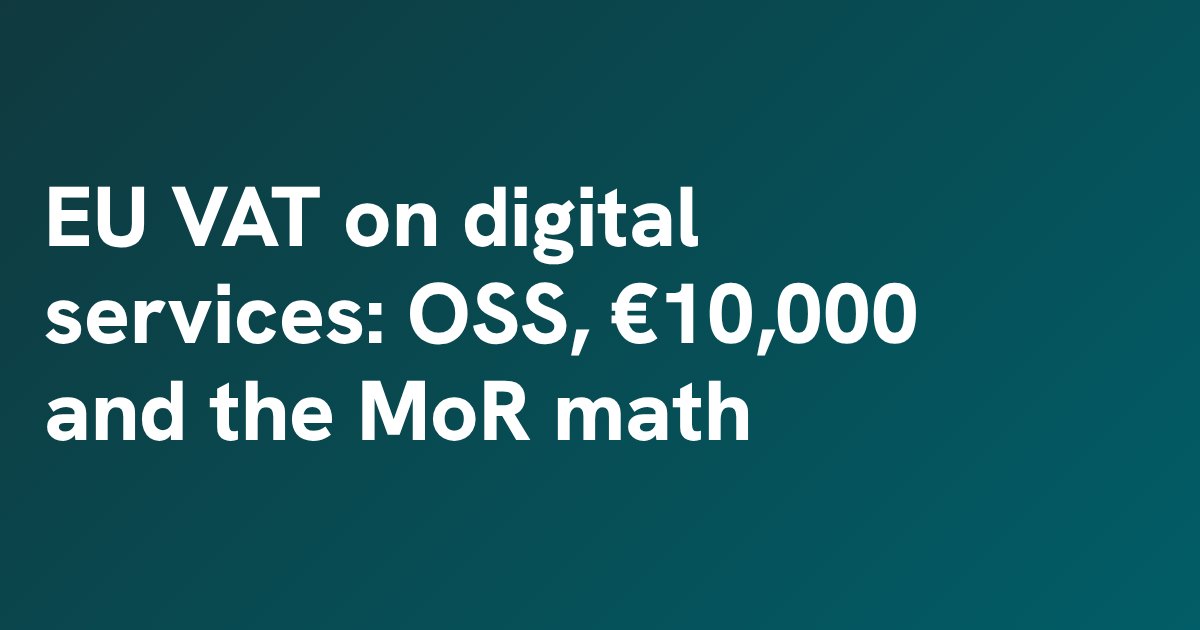 EU VAT on digital
services: OSS, €10,000
and the MoR math